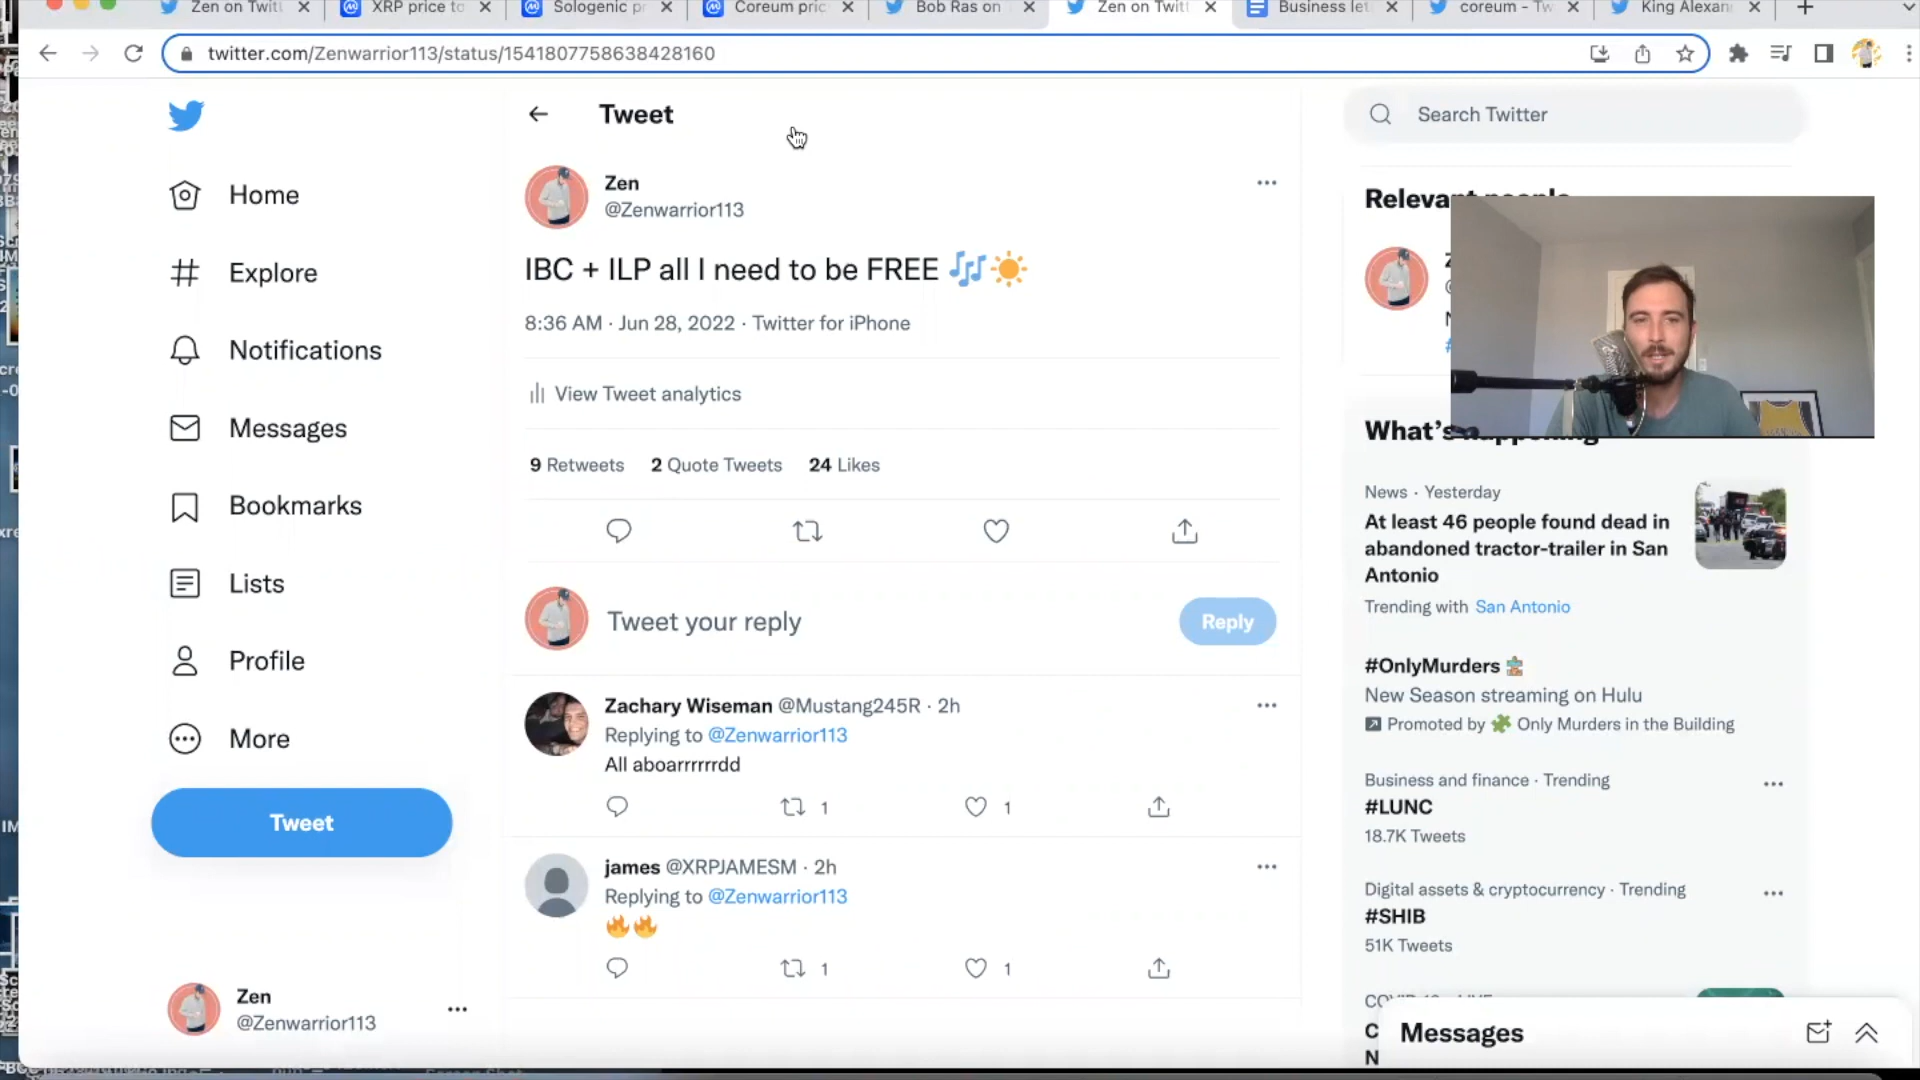 Zen on Twitt
XRP price to
Sologenic p
Coreum pric
Bob Ras on
Zen on Twitt
Business let
coreum - Tw
King Alexan
twitter.com/Zenwarrior113/status/1541807758638428160
Tweet
Search Twitter
Home
Explore
Notifications
Messages
Bookmarks
Lists
Profile
More
Tweet
Zen
@Zenwarrior113
Zen
@Zenwarrior113
IBC + ILP all I need to be FREE 🎶☀️
8:36 AM · Jun 28, 2022 · Twitter for iPhone
View Tweet analytics
9 Retweets 2 Quote Tweets 24 Likes
Tweet your reply
Reply
Zachary Wiseman @Mustang245R · 2h
Replying to @Zenwarrior113
All aboarrrrrrdd
1 1
james @XRPJAMESM · 2h
Replying to @Zenwarrior113
🔥🔥
1 1
Relevant people
What's happening
News · Yesterday
At least 46 people found dead in
abandoned tractor-trailer in San
Antonio
Trending with San Antonio
#OnlyMurders
New Season streaming on Hulu
Promoted by Only Murders in the Building
Business and finance · Trending
#LUNC
18.7K Tweets
Digital assets & cryptocurrency · Trending
#SHIB
51K Tweets
Messages